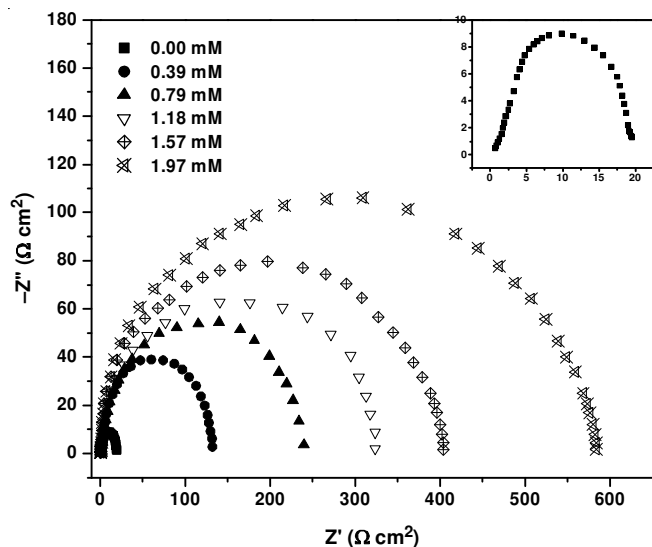 180
160
140
120
100
80
60
40
20
0
–Z" (Ω cm²)
0.00 mM
0.39 mM
0.79 mM
1.18 mM
1.57 mM
1.97 mM
10
8
6
4
2
0
0 5 10 15 20
0 100 200 300 400 500 600
Z' (Ω cm²)